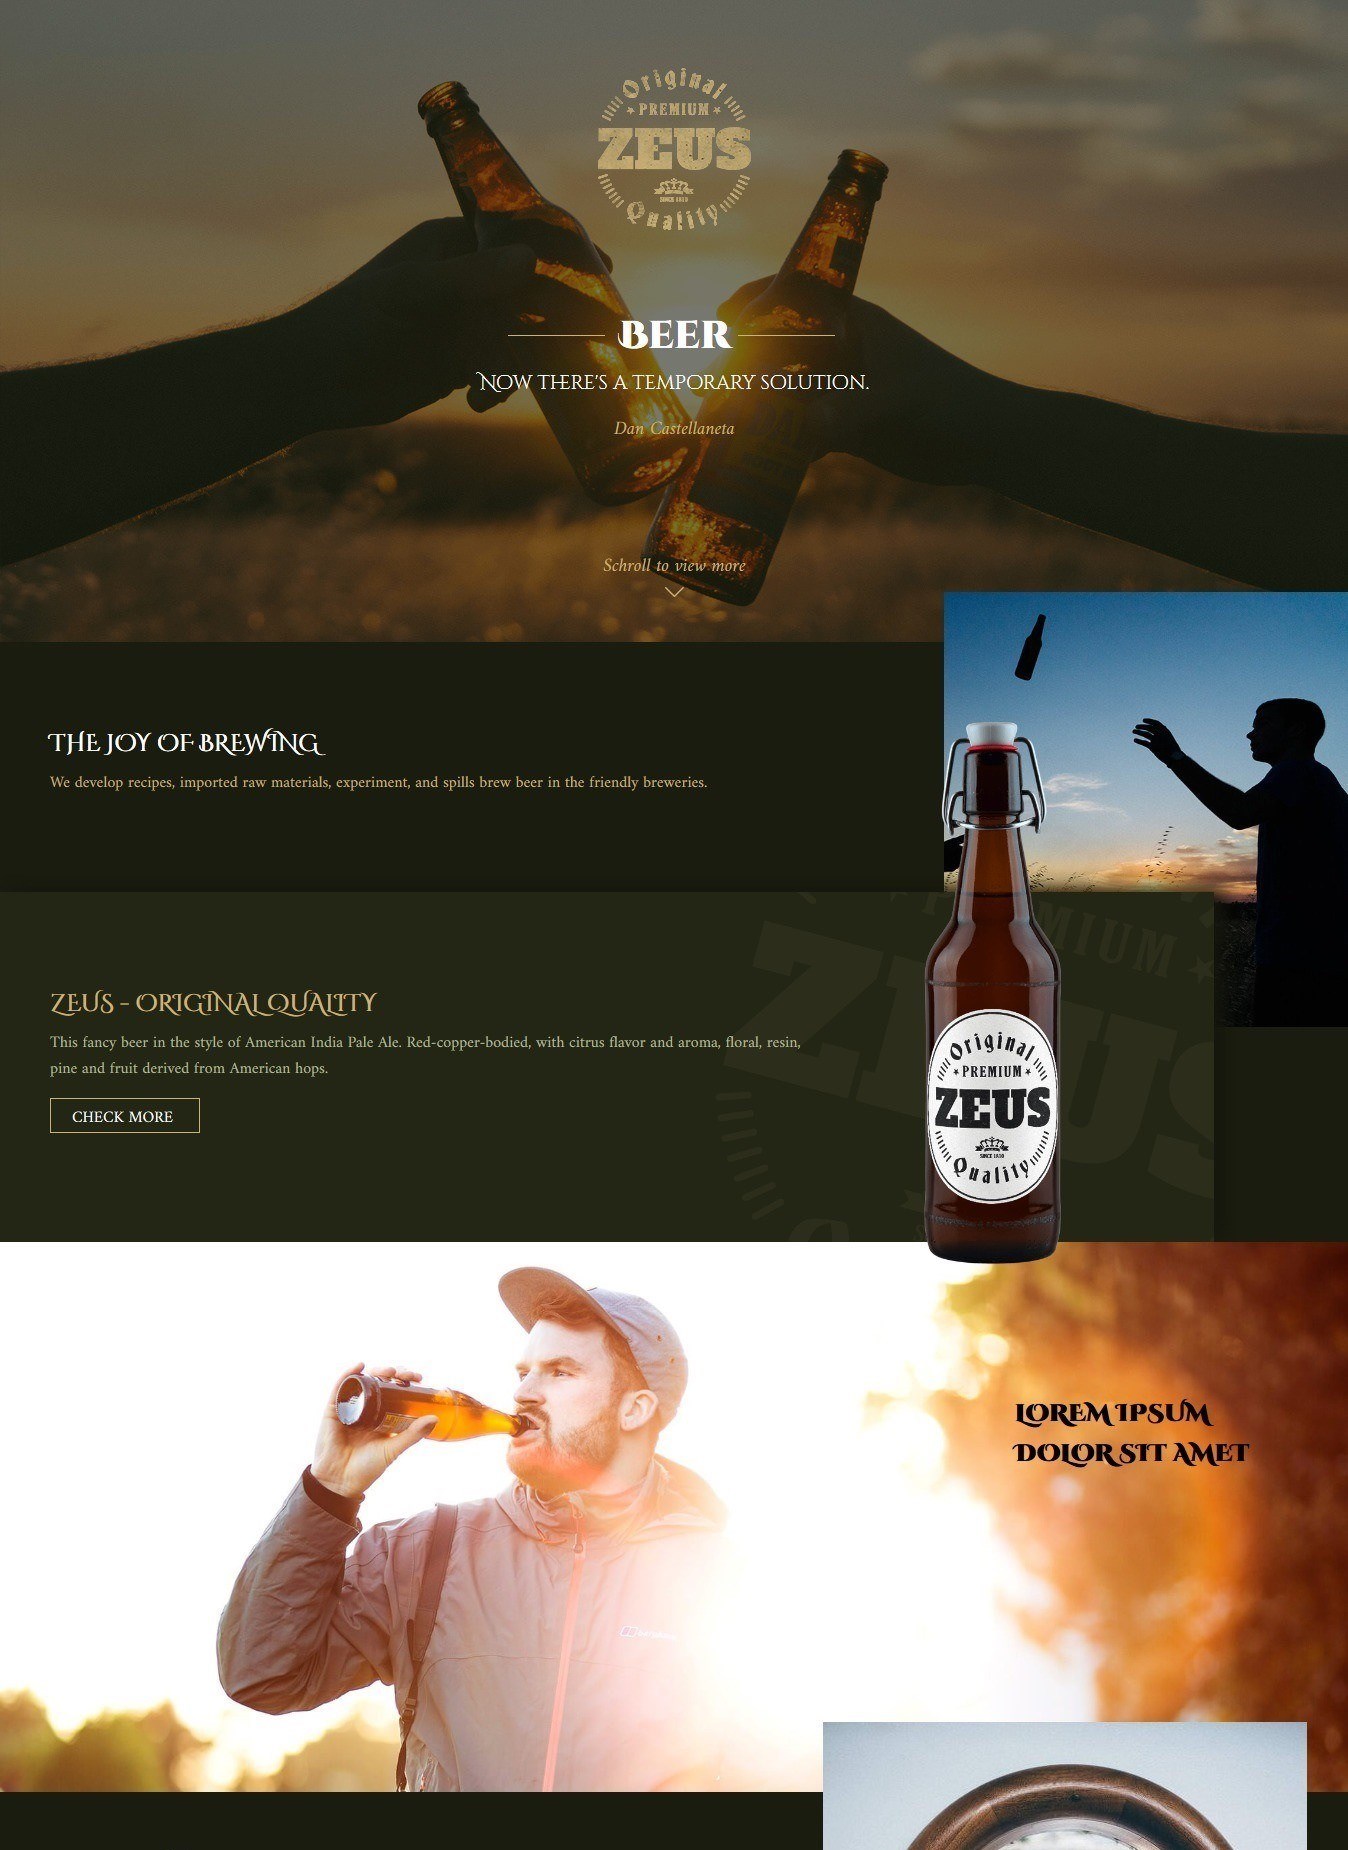 Original
PREMIUM
ZEUS
SINCE 1810
Quality
BEER
NOW THERE'S A TEMPORARY SOLUTION.
Dan Castellaneta
Schroll to view more
THE JOY OF BREWING
We develop recipes, imported raw materials, experiment, and spills brew beer in the friendly breweries.
ZEUS - ORIGINAL QUALITY
This fancy beer in the style of American India Pale Ale. Red-copper-bodied, with citrus flavor and aroma, floral, resin,
pine and fruit derived from American hops.
CHECK MORE
Original
PREMIUM
ZEUS
SINCE 1810
Quality
LOREM IPSUM
DOLOR SIT AMET